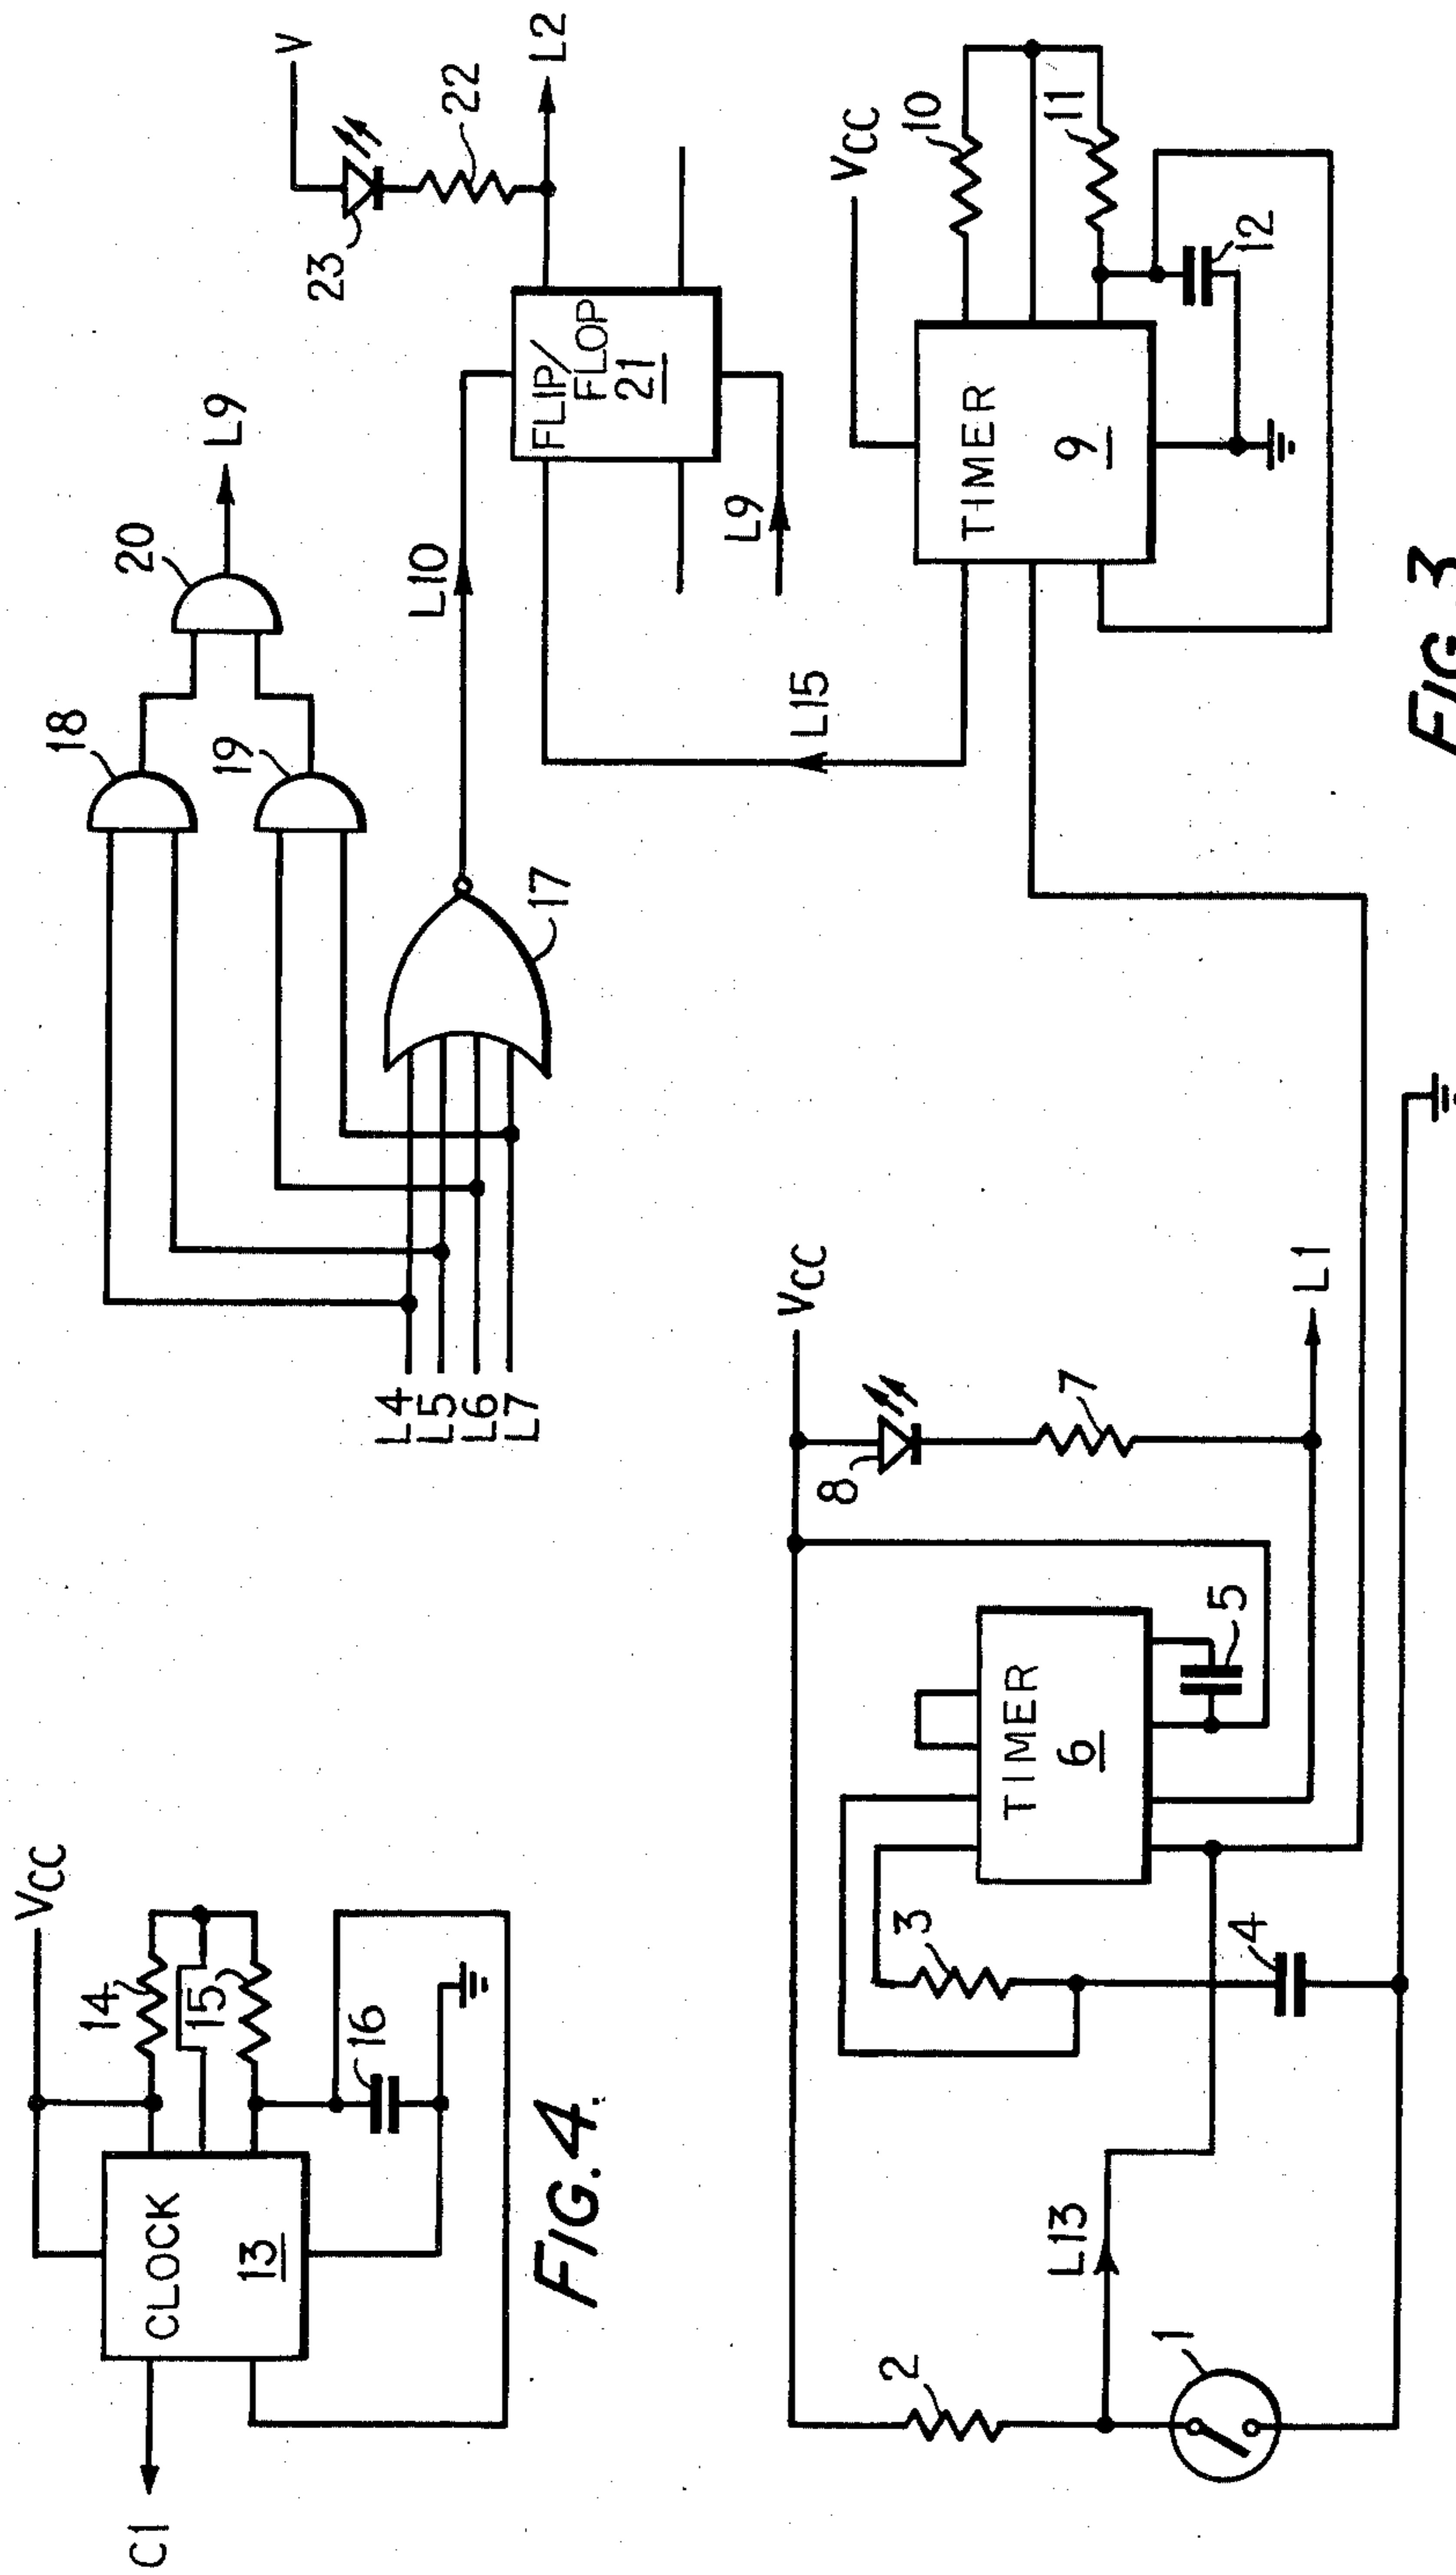 C1
CLOCK
13
VCC
14
15
16
FIG. 4.
L4
L5
L6
L7
18
19
20
L9
17
L10
FLIP/
FLOP
21
L9
L15
V
23
22
L2
VCC
TIMER
9
10
11
12
1
2
L13
3
4
TIMER
6
5
8
7
VCC
L1
FIG. 3